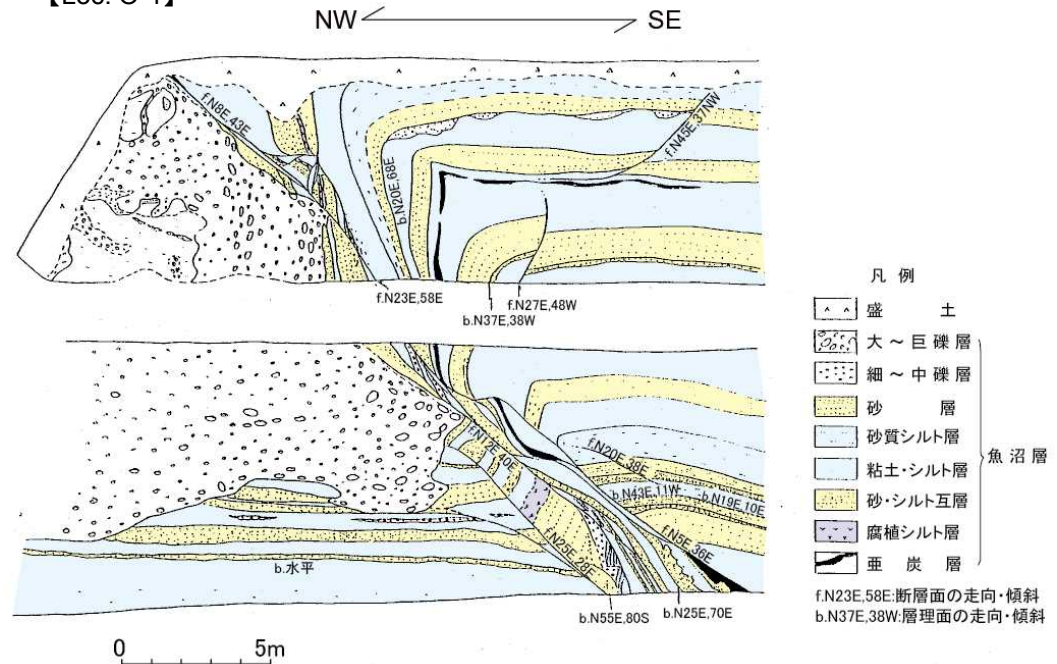 NW SE
f.N8E,43E
b.N20E,68E
f.N45E,37NW
f.N23E,58E
f.N27E,48W
b.N37E,38W
凡 例
盛 土
大～巨礫層
細～中礫層
砂 層
砂質シルト層
粘土・シルト層
砂・シルト互層
腐植シルト層
亜 炭 層
魚沼層
f.N23E,58E:断層面の走向・傾斜
b.N37E,38W:層理面の走向・傾斜
f.N12E,40E
f.N20E,38E
b.N43E,11W
b.N19E,10E
f.N25E,28E
f.N5E,36E
b.水平
b.N55E,80S
b.N25E,70E
0 5m